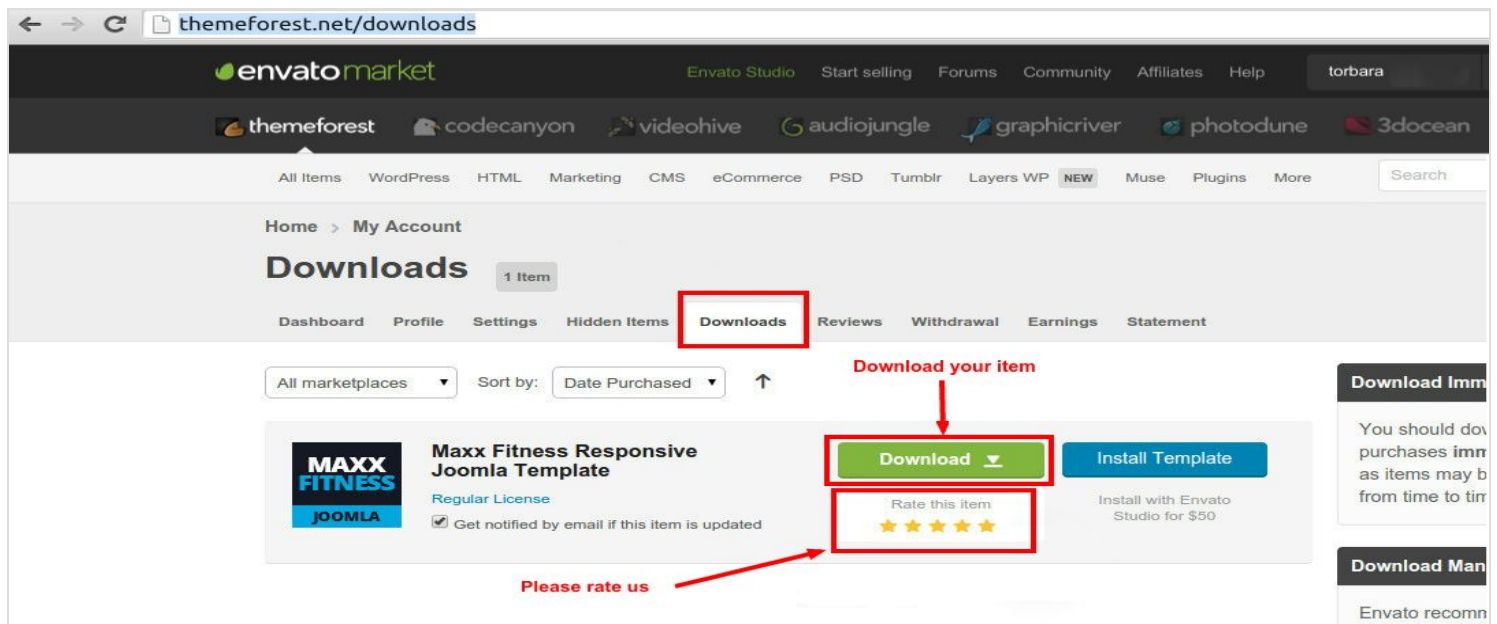 themeforest.net/downloads
envatomarket Envato Studio Start selling Forums Community Affiliates Help torbara
themeforest codecanyon videohive audiojungle graphicriver photodune 3docean
All Items WordPress HTML Marketing CMS eCommerce PSD Tumblr Layers WP NEW Muse Plugins More Search
Home > My Account
Downloads 1 Item
Dashboard Profile Settings Hidden Items Downloads Reviews Withdrawal Earnings Statement
Download your item
All marketplaces Sort by: Date Purchased
Download Imm
MAXX
FITNESS
JOOMLA
Maxx Fitness Responsive
Joomla Template
Regular License
Get notified by email if this item is updated
Download
Rate this item
Install Template
Install with Envato
Studio for $50
You should dow
purchases imm
as items may b
from time to tim
Please rate us
Download Man
Envato recomm